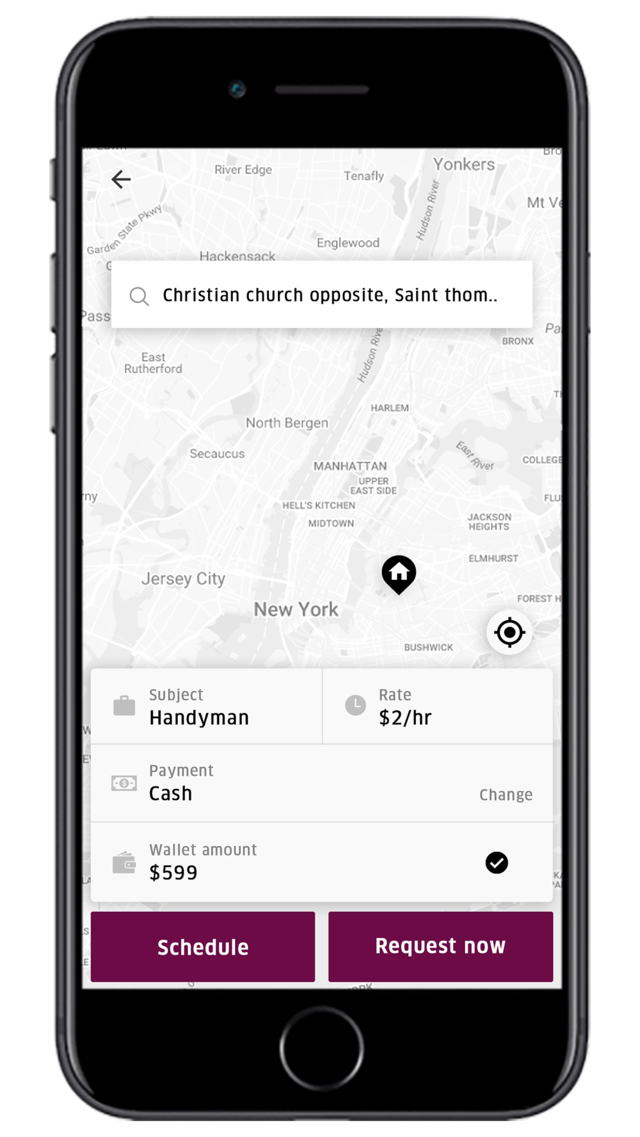 Yonkers
River Edge
Tenafly
Hudson River
Mt Ve
Garden State Pkwy
Englewood
Hackensack
Christian church opposite, Saint thom..
Pass
Pa
BRONX
Hudson River
East
Rutherford
HARLEM
North Bergen
Secaucus
East River
COLLEGE
MANHATTAN
UPPER
EAST SIDE
rny
FLU
HELL'S KITCHEN
MIDTOWN
JACKSON
HEIGHTS
ELMHURST
Jersey City
New York
FOREST H
BUSHWICK
Subject
Handyman
Rate
$2/hr
Payment
Cash
Change
Wallet amount
$599
Schedule
Request now